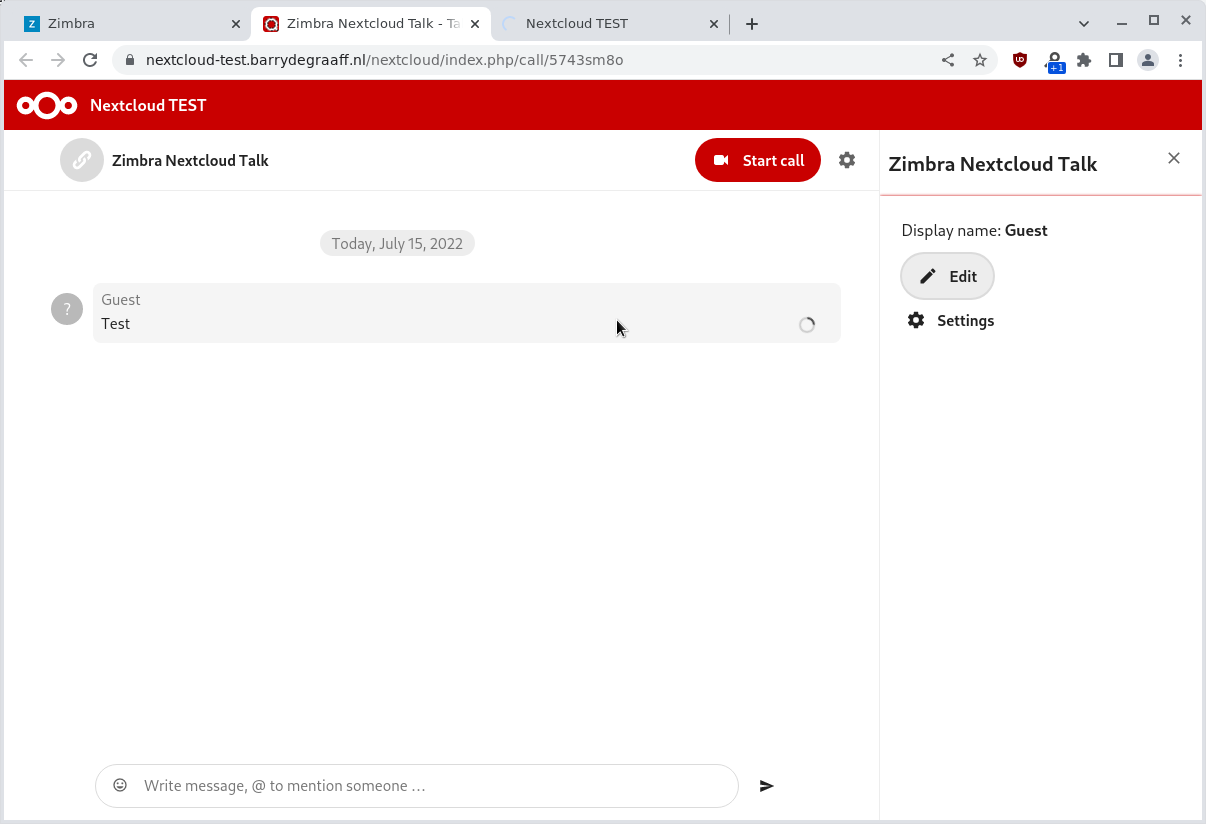 Zimbra
Zimbra Nextcloud Talk - Ta
Nextcloud TEST
nextcloud-test.barrydegraaff.nl/nextcloud/index.php/call/5743sm8o
+1
Nextcloud TEST
Zimbra Nextcloud Talk
Start call
Zimbra Nextcloud Talk
Today, July 15, 2022
Display name: Guest
Edit
?
Guest
Test
Settings
Write message, @ to mention someone …